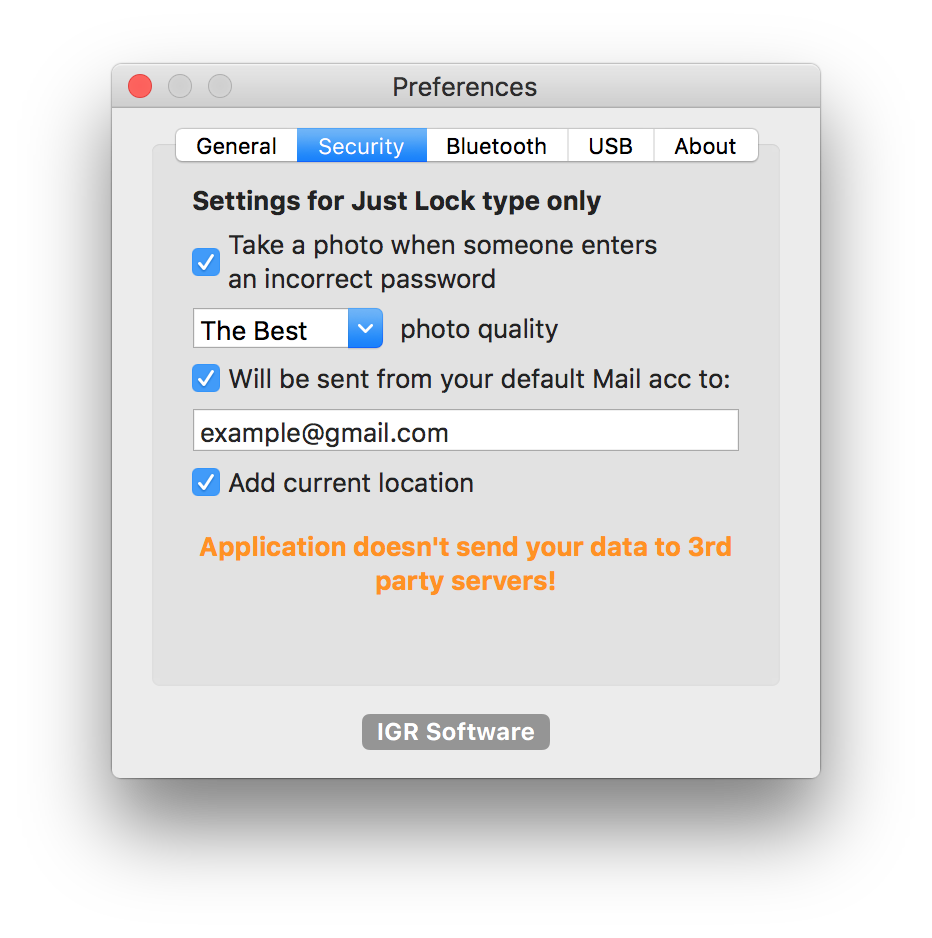 Preferences
General Security Bluetooth USB About
Settings for Just Lock type only
Take a photo when someone enters
an incorrect password
The Best photo quality
Will be sent from your default Mail acc to:
example@gmail.com
Add current location
Application doesn't send your data to 3rd
party servers!
IGR Software